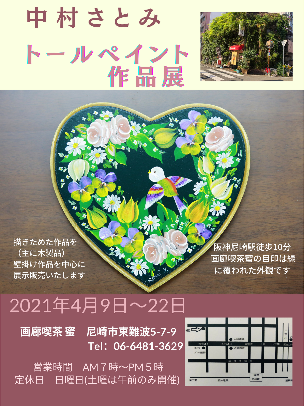 中村さとみ
トールペイント
作品展
描きためた作品を
(主に木製品)
壁掛け作品を中心に
展示販売いたします
阪神尼崎駅徒歩10分
画廊喫茶蜜の目印は緑
に覆われた外観です
2021年4月9日~22日
画廊喫茶 蜜 尼崎市東難波5-7-9
Tel: 06-6481-3629
営業時間 AM7時~PM5時
定休日 日曜日(土曜は午前のみ開催)